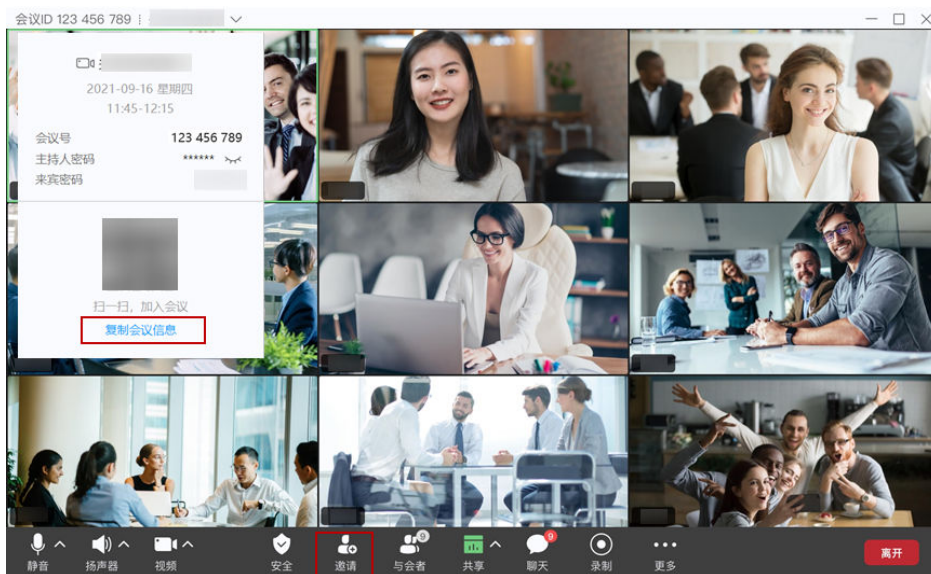 会议ID 123 456 789
2021-09-16 星期四
11:45-12:15
会议号 123 456 789
主持人密码 ******
来宾密码
扫一扫，加入会议
复制会议信息
9 9
静音 扬声器 视频 安全 邀请 与会者 共享 聊天 录制 更多 离开